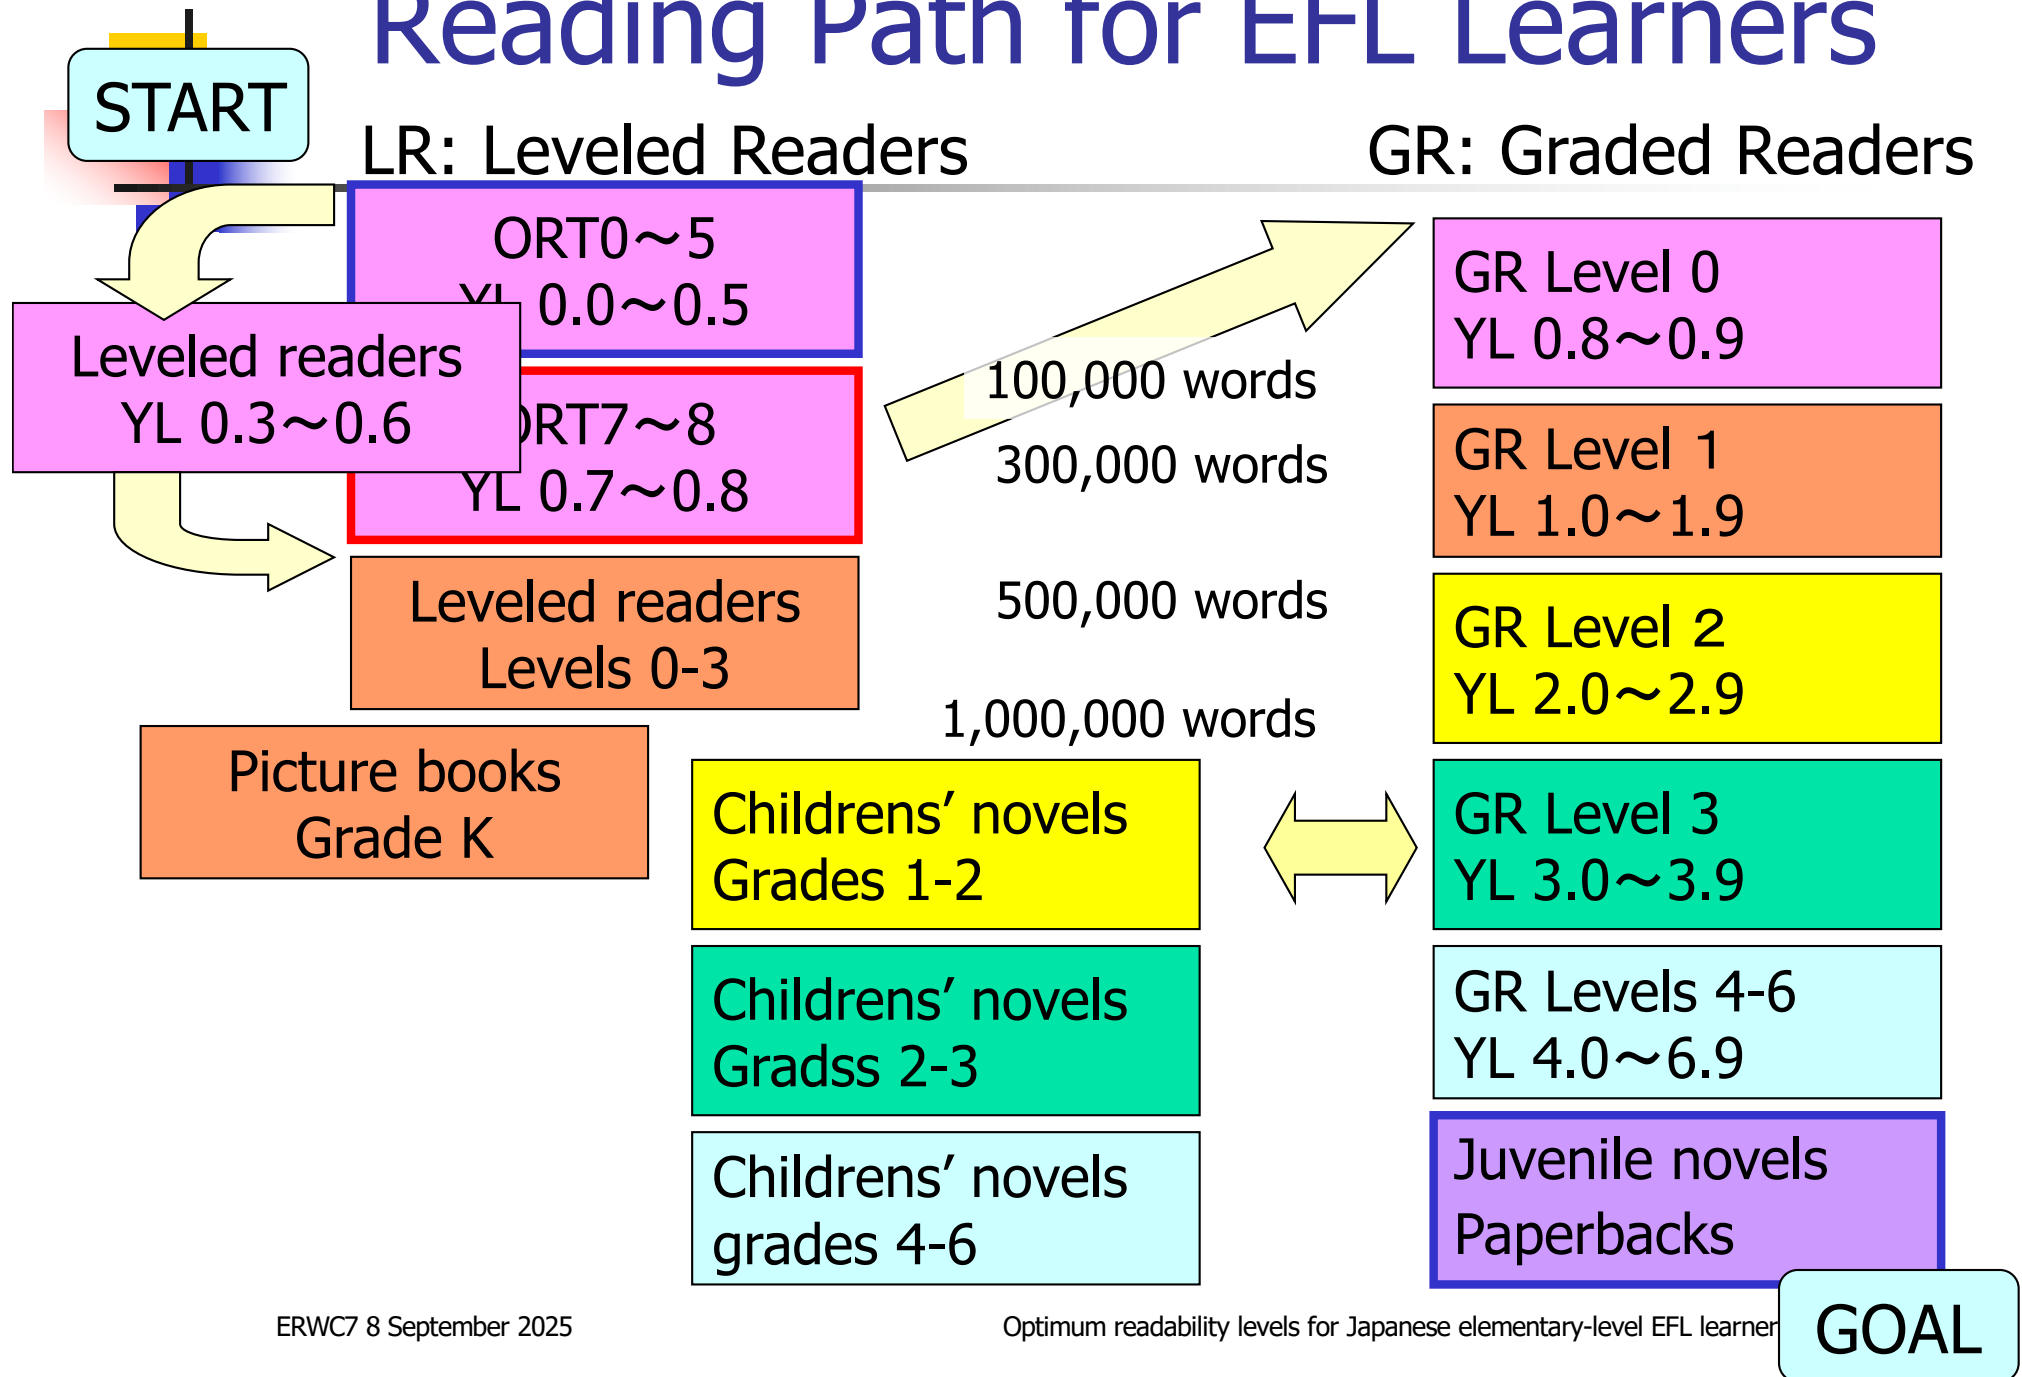 Reading Path for EFL Learners
START
LR: Leveled Readers
GR: Graded Readers
ORT0～5
YL 0.0～0.5
Leveled readers
YL 0.3～0.6
ORT7～8
YL 0.7～0.8
Leveled readers
Levels 0-3
Picture books
Grade K
100,000 words
300,000 words
500,000 words
1,000,000 words
Childrens’ novels
Grades 1-2
Childrens’ novels
Gradss 2-3
Childrens’ novels
grades 4-6
GR Level 0
YL 0.8～0.9
GR Level １
YL 1.0～1.9
GR Level ２
YL 2.0～2.9
GR Level 3
YL 3.0～3.9
GR Levels 4-6
YL 4.0～6.9
Juvenile novels
Paperbacks
GOAL
ERWC7 8 September 2025
Optimum readability levels for Japanese elementary-level EFL learner